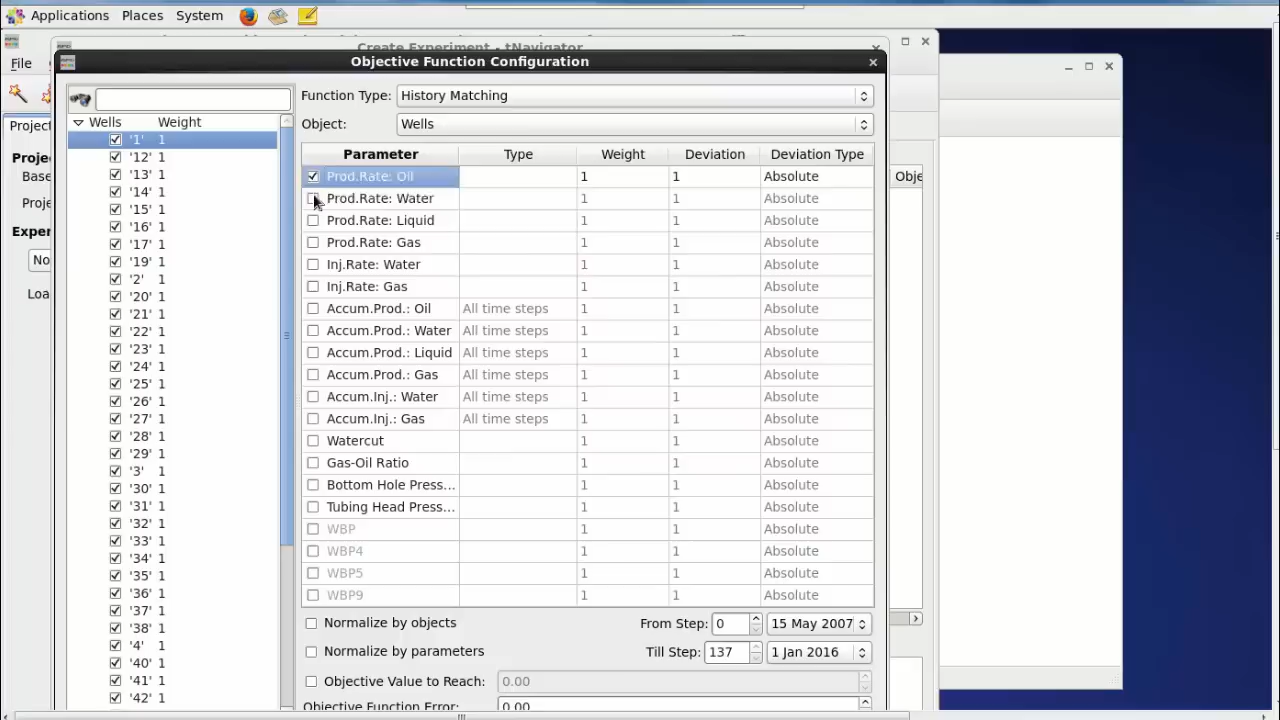 Applications Places System
Create Experiment - tNavigator
Objective Function Configuration
File
Function Type: History Matching
Object: Wells
Wells Weight
'1' 1
'12' 1
'13' 1
'14' 1
'15' 1
'16' 1
'17' 1
'19' 1
'2' 1
'20' 1
'21' 1
'22' 1
'23' 1
'24' 1
'25' 1
'26' 1
'27' 1
'28' 1
'29' 1
'3' 1
'30' 1
'31' 1
'32' 1
'33' 1
'34' 1
'35' 1
'36' 1
'37' 1
'38' 1
'4' 1
'40' 1
'41' 1
'42' 1
Parameter Type Weight Deviation Deviation Type
Prod.Rate: Oil 1 1 Absolute
Prod.Rate: Water 1 1 Absolute
Prod.Rate: Liquid 1 1 Absolute
Prod.Rate: Gas 1 1 Absolute
Inj.Rate: Water 1 1 Absolute
Inj.Rate: Gas 1 1 Absolute
Accum.Prod.: Oil All time steps 1 1 Absolute
Accum.Prod.: Water All time steps 1 1 Absolute
Accum.Prod.: Liquid All time steps 1 1 Absolute
Accum.Prod.: Gas All time steps 1 1 Absolute
Accum.Inj.: Water All time steps 1 1 Absolute
Accum.Inj.: Gas All time steps 1 1 Absolute
Watercut 1 1 Absolute
Gas-Oil Ratio 1 1 Absolute
Bottom Hole Press... 1 1 Absolute
Tubing Head Press... 1 1 Absolute
WBP 1 1 Absolute
WBP4 1 1 Absolute
WBP5 1 1 Absolute
WBP9 1 1 Absolute
Normalize by objects From Step: 0 15 May 2007
Normalize by parameters Till Step: 137 1 Jan 2016
Objective Value to Reach: 0.00
Objective Function Error: 0.00
Projec
Proje
Base
Proje
Exper
No
Loa
Obje